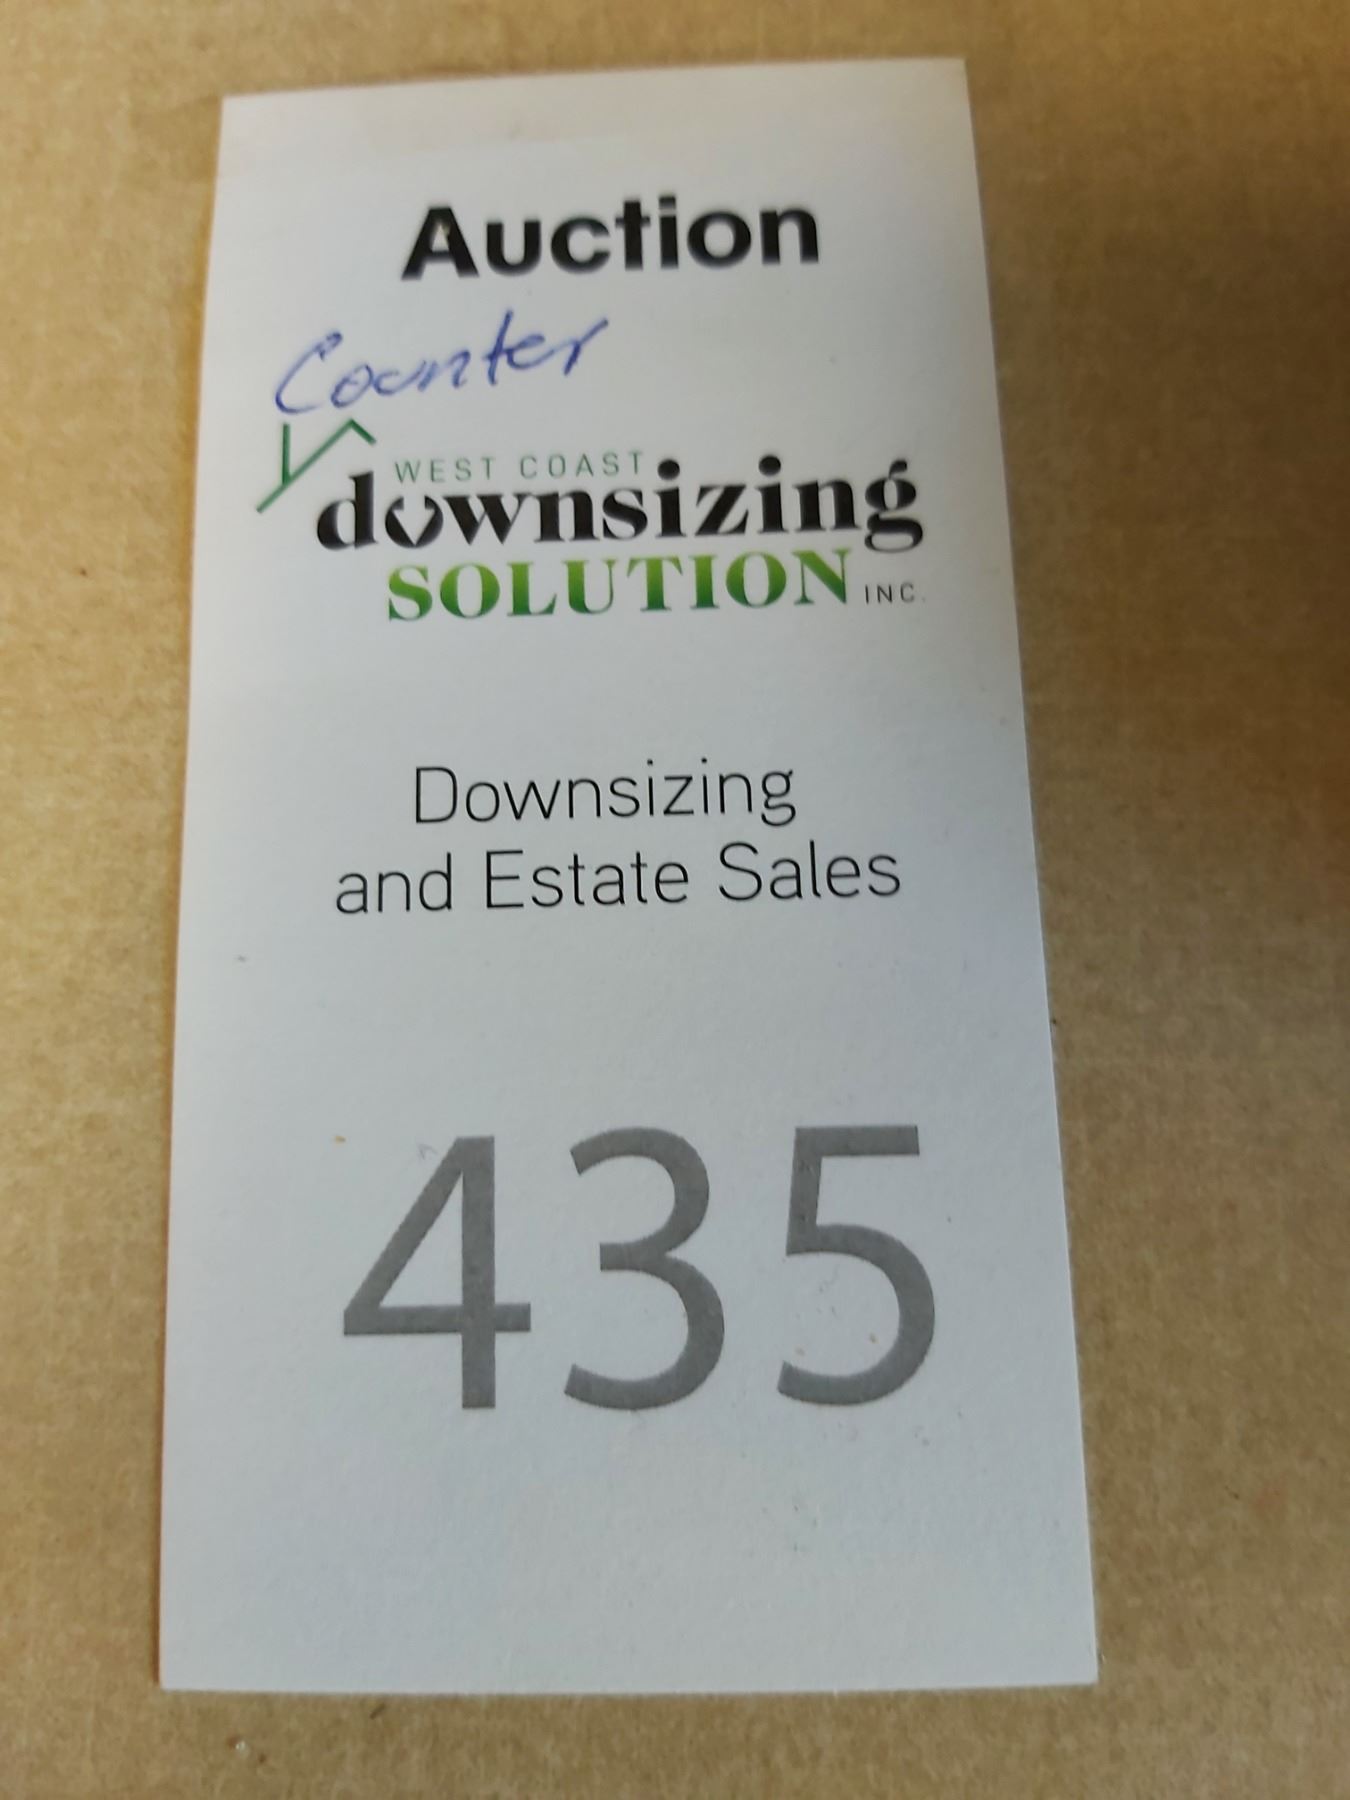 Auction
Counter
WEST COAST
downsizing
SOLUTION INC.
Downsizing
and Estate Sales
435